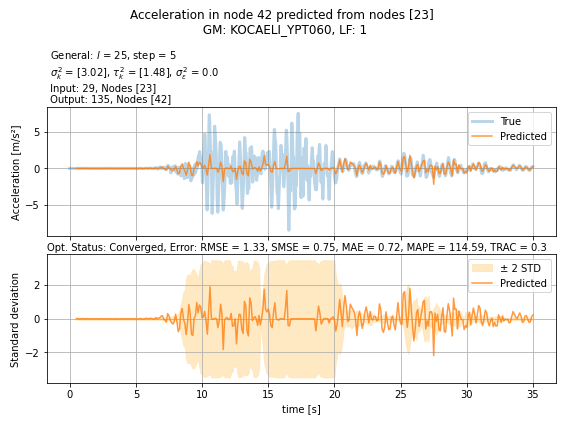 Acceleration in node 42 predicted from nodes [23]
GM: KOCAELI_YPT060, LF: 1
General: l = 25, step = 5
σ²ₖ = [3.02], τ²ₖ = [1.48], σ²ε = 0.0
Input: 29, Nodes [23]
Output: 135, Nodes [42]
True
Predicted
5
0
−5
Acceleration [m/s²]
Opt. Status: Converged, Error: RMSE = 1.33, SMSE = 0.75, MAE = 0.72, MAPE = 114.59, TRAC = 0.3
± 2 STD
Predicted
2
0
−2
Standard deviation
0 5 10 15 20 25 30 35
time [s]